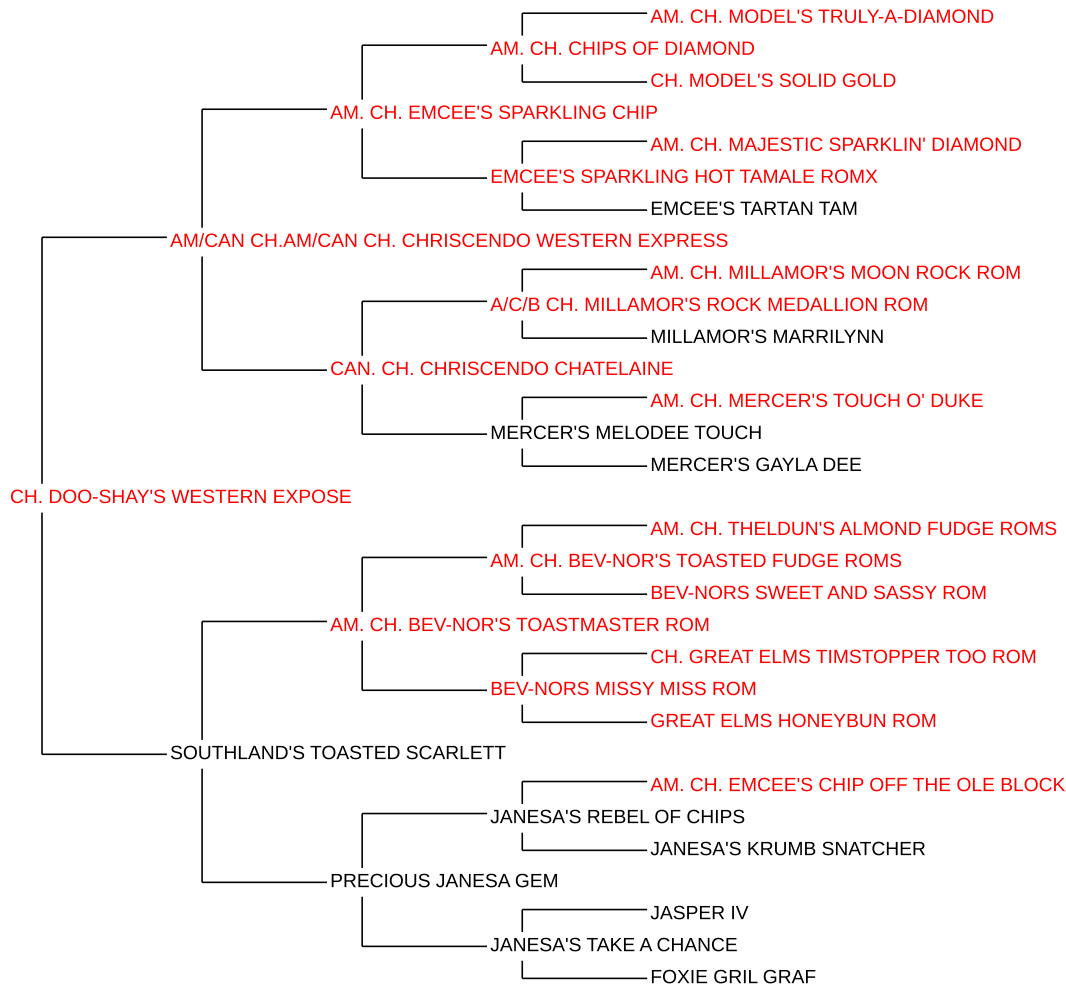 AM. CH. MODEL'S TRULY-A-DIAMOND
AM. CH. CHIPS OF DIAMOND
CH. MODEL'S SOLID GOLD
AM. CH. EMCEE'S SPARKLING CHIP
AM. CH. MAJESTIC SPARKLIN' DIAMOND
EMCEE'S SPARKLING HOT TAMALE ROMX
EMCEE'S TARTAN TAM
AM/CAN CH.AM/CAN CH. CHRISCENDO WESTERN EXPRESS
AM. CH. MILLAMOR'S MOON ROCK ROM
A/C/B CH. MILLAMOR'S ROCK MEDALLION ROM
MILLAMOR'S MARRILYNN
CAN. CH. CHRISCENDO CHATELAINE
AM. CH. MERCER'S TOUCH O' DUKE
MERCER'S MELODEE TOUCH
MERCER'S GAYLA DEE
CH. DOO-SHAY'S WESTERN EXPOSE
AM. CH. THELDUN'S ALMOND FUDGE ROMS
AM. CH. BEV-NOR'S TOASTED FUDGE ROMS
BEV-NORS SWEET AND SASSY ROM
AM. CH. BEV-NOR'S TOASTMASTER ROM
CH. GREAT ELMS TIMSTOPPER TOO ROM
BEV-NORS MISSY MISS ROM
GREAT ELMS HONEYBUN ROM
SOUTHLAND'S TOASTED SCARLETT
AM. CH. EMCEE'S CHIP OFF THE OLE BLOCK
JANESA'S REBEL OF CHIPS
JANESA'S KRUMB SNATCHER
PRECIOUS JANESA GEM
JASPER IV
JANESA'S TAKE A CHANCE
FOXIE GRIL GRAF